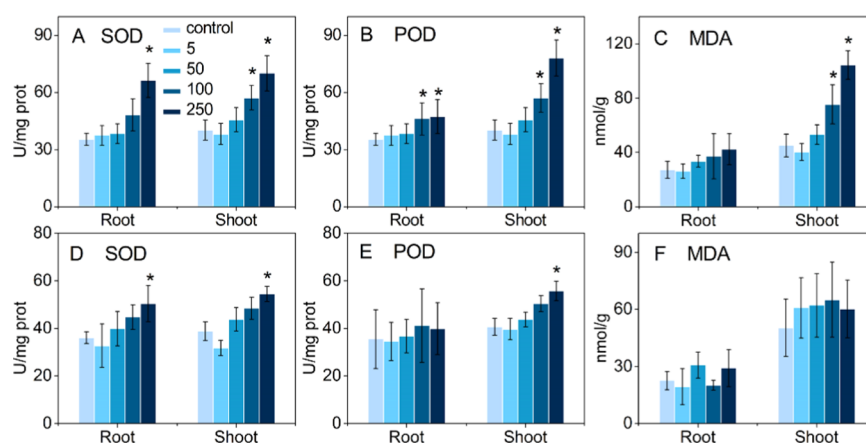 A SOD
control
5
50
100
250
*
*
*
90
60
30
0
U/mg prot
Root Shoot
B POD
*
*
*
*
90
60
30
0
U/mg prot
Root Shoot
C MDA
*
*
120
80
40
0
nmol/g
Root Shoot
D SOD
*
*
80
60
40
20
0
U/mg prot
Root Shoot
E POD
*
80
60
40
20
0
U/mg prot
Root Shoot
F MDA
90
60
30
0
nmol/g
Root Shoot